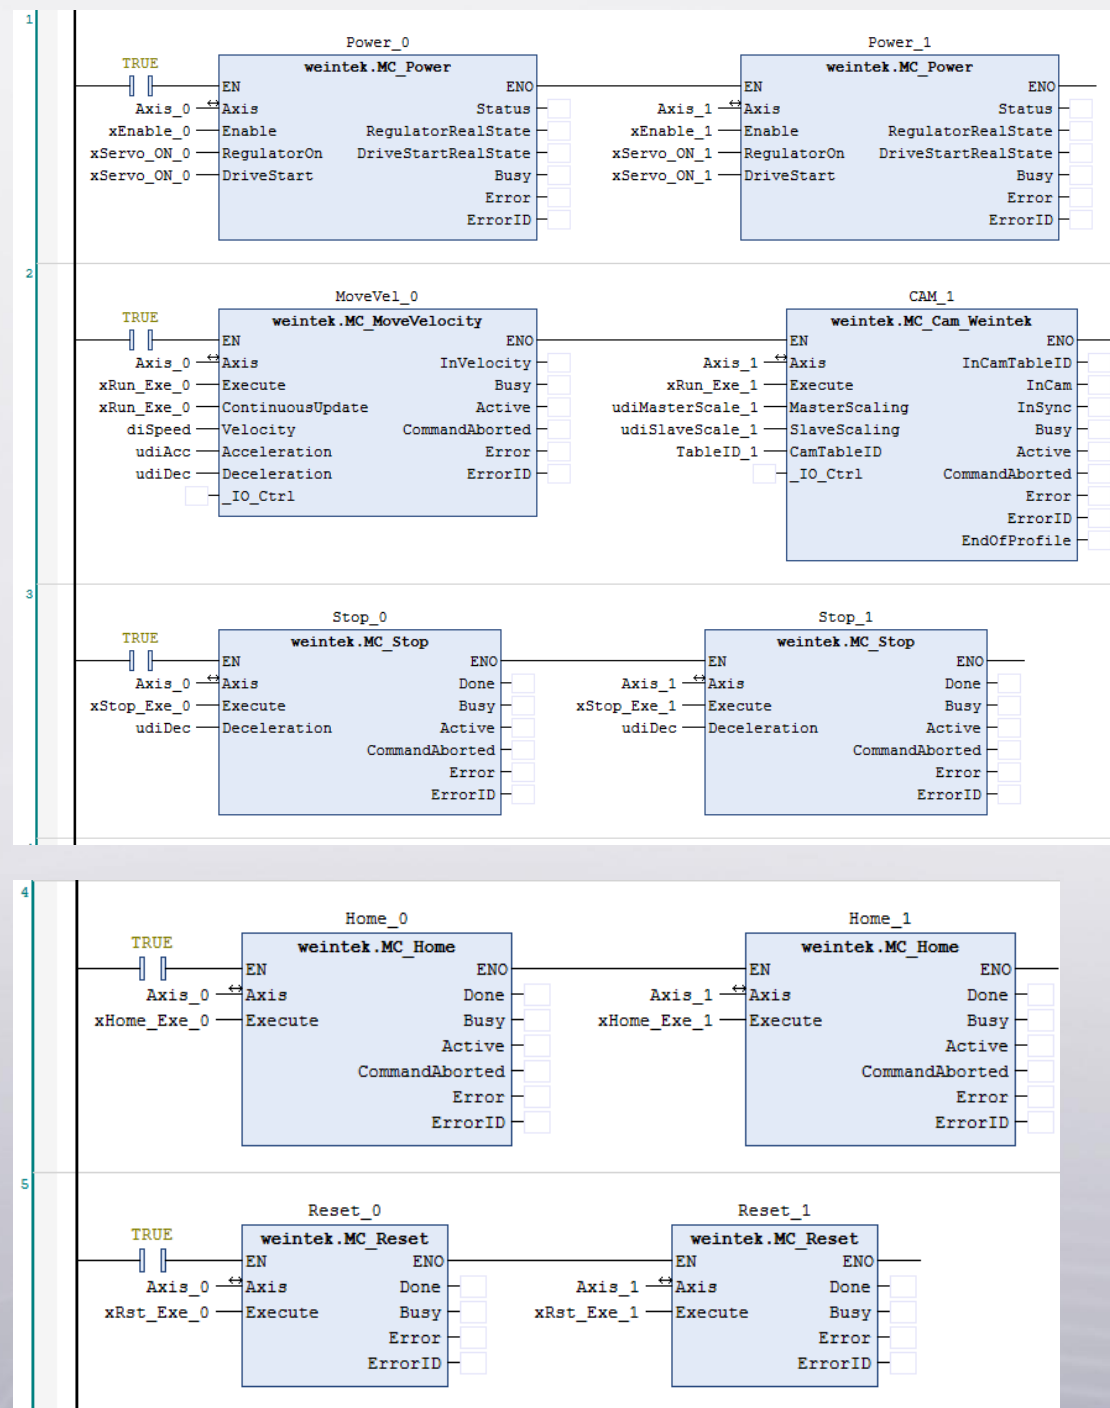 1
Power_0 Power_1
TRUE weintek.MC_Power weintek.MC_Power
EN ENO EN ENO
Axis_0 Axis Status Axis_1 Axis Status
xEnable_0 Enable RegulatorRealState xEnable_1 Enable RegulatorRealState
xServo_ON_0 RegulatorOn DriveStartRealState xServo_ON_1 RegulatorOn DriveStartRealState
xServo_ON_0 DriveStart Busy xServo_ON_1 DriveStart Busy
Error Error
ErrorID ErrorID
2
MoveVel_0 CAM_1
TRUE weintek.MC_MoveVelocity weintek.MC_Cam_Weintek
EN ENO EN ENO
Axis_0 Axis InVelocity Axis_1 Axis InCamTableID
xRun_Exe_0 Execute Busy xRun_Exe_1 Execute InCam
xRun_Exe_0 ContinuousUpdate Active udiMasterScale_1 MasterScaling InSync
diSpeed Velocity CommandAborted udiSlaveScale_1 SlaveScaling Busy
udiAcc Acceleration Error TableID_1 CamTableID Active
udiDec Deceleration ErrorID _IO_Ctrl CommandAborted
_IO_Ctrl Error
ErrorID
EndOfProfile
3
Stop_0 Stop_1
TRUE weintek.MC_Stop weintek.MC_Stop
EN ENO EN ENO
Axis_0 Axis Done Axis_1 Axis Done
xStop_Exe_0 Execute Busy xStop_Exe_1 Execute Busy
udiDec Deceleration Active udiDec Deceleration Active
CommandAborted CommandAborted
Error Error
ErrorID ErrorID
4
Home_0 Home_1
TRUE weintek.MC_Home weintek.MC_Home
EN ENO EN ENO
Axis_0 Axis Done Axis_1 Axis Done
xHome_Exe_0 Execute Busy xHome_Exe_1 Execute Busy
Active Active
CommandAborted CommandAborted
Error Error
ErrorID ErrorID
5
Reset_0 Reset_1
TRUE weintek.MC_Reset weintek.MC_Reset
EN ENO EN ENO
Axis_0 Axis Done Axis_1 Axis Done
xRst_Exe_0 Execute Busy xRst_Exe_1 Execute Busy
Error Error
ErrorID ErrorID